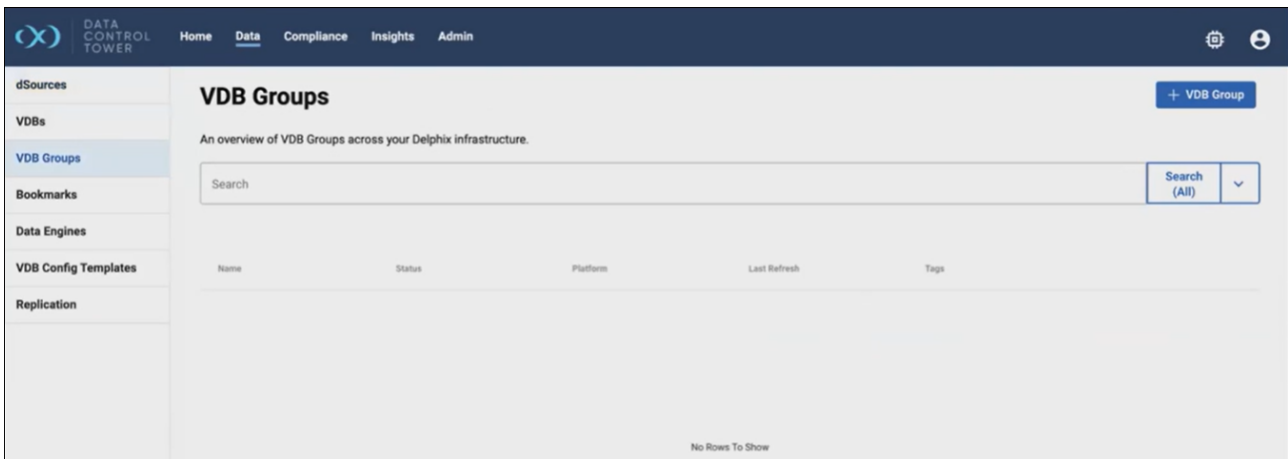 DATA
CONTROL
TOWER
Home Data Compliance Insights Admin
dSources
VDBs
VDB Groups
Bookmarks
Data Engines
VDB Config Templates
Replication
VDB Groups
+ VDB Group
An overview of VDB Groups across your Delphix infrastructure.
Search
Search
(All)
Name Status Platform Last Refresh Tags
No Rows To Show